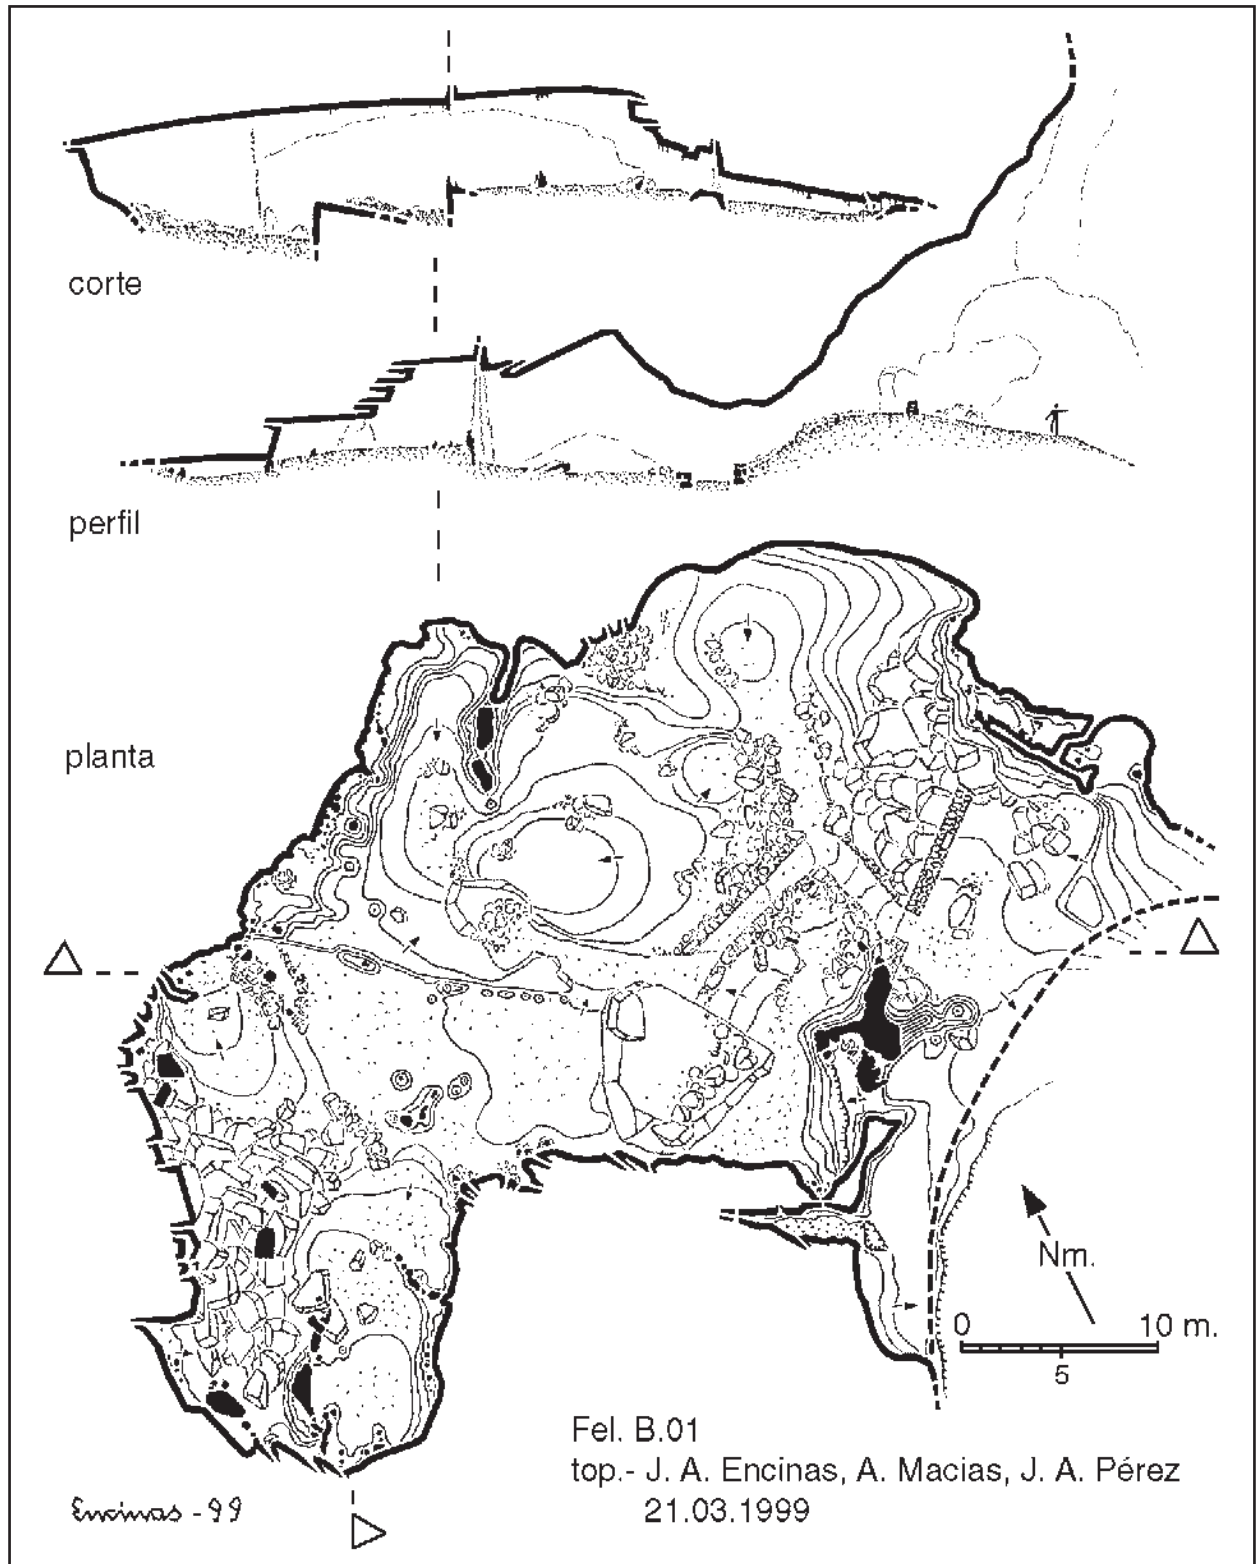 corte
perfil
planta
Nm.
0 10 m.
5
Fel. B.01
top.- J. A. Encinas, A. Macias, J. A. Pérez
21.03.1999
Encinas - 99